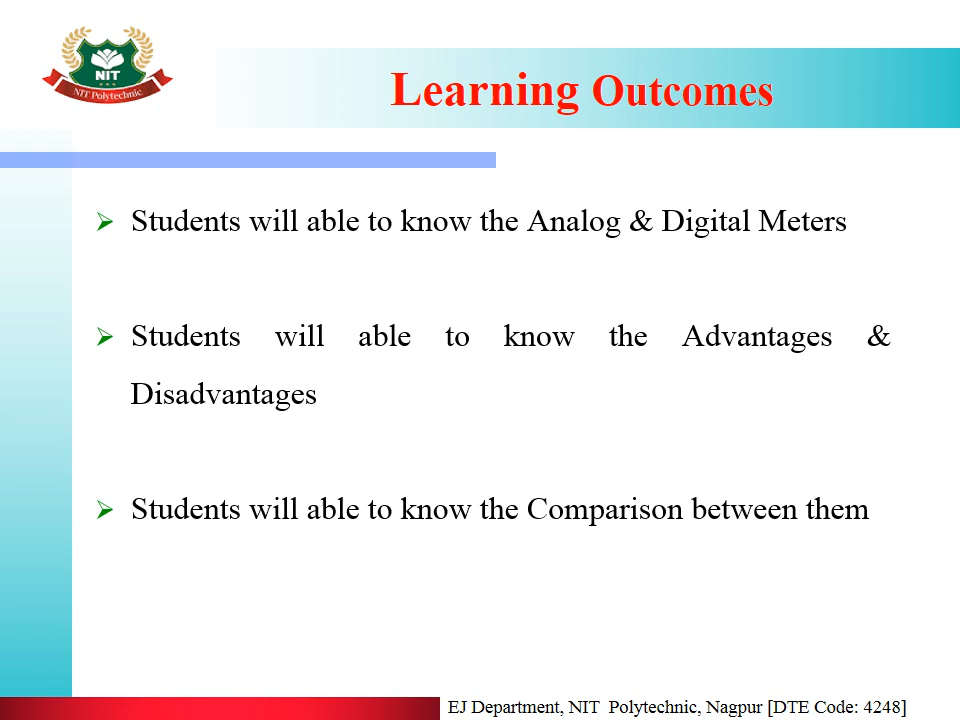 NIT
NIT Polytechnic
Learning Outcomes
Students will able to know the Analog & Digital Meters
Students will able to know the Advantages &
Disadvantages
Students will able to know the Comparison between them
EJ Department, NIT Polytechnic, Nagpur [DTE Code: 4248]